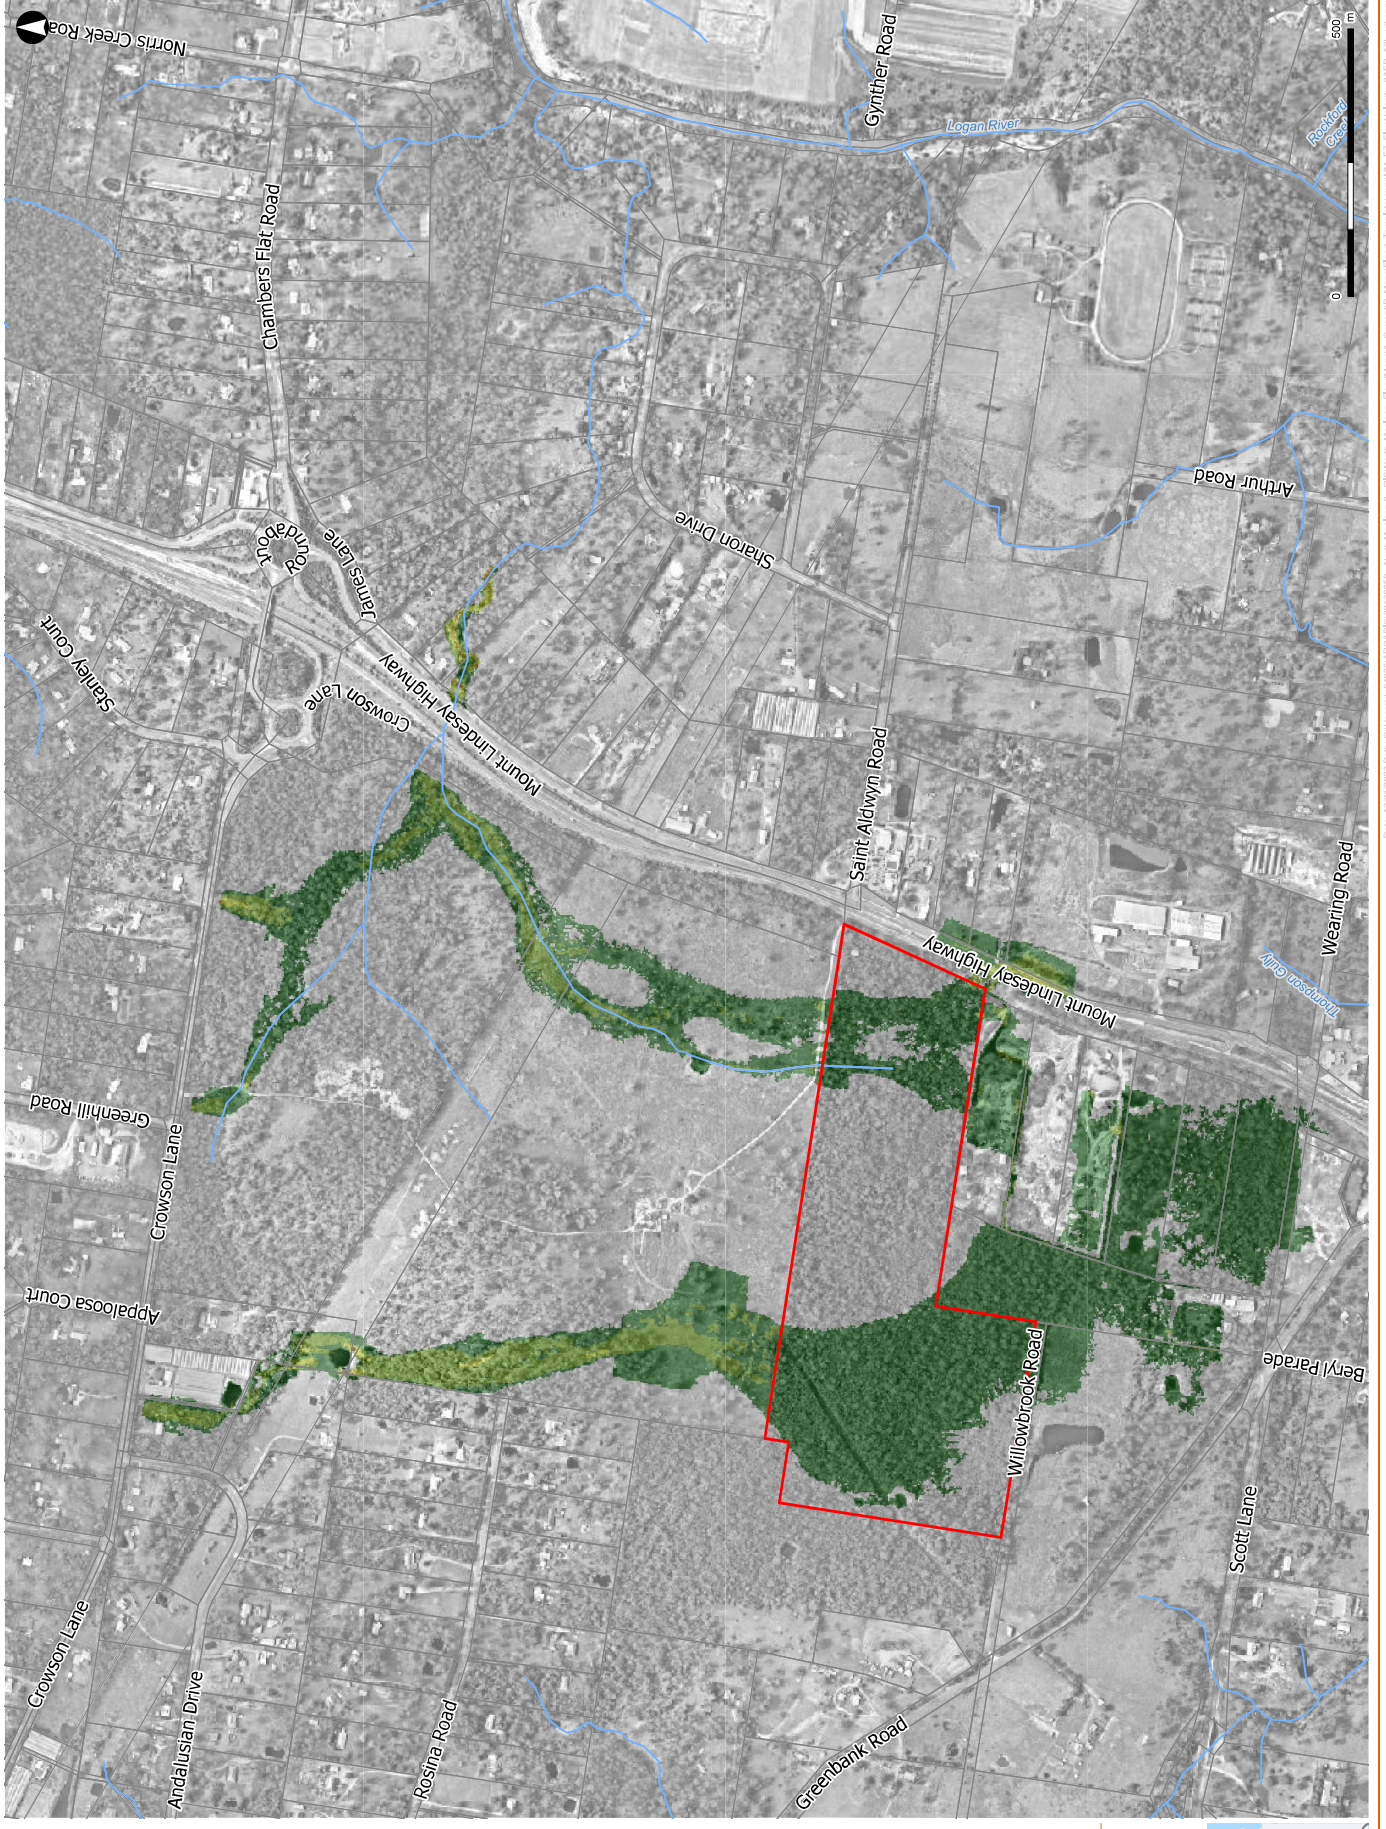 Norris Creek Roa
Gynther Road
500
m
Logan River
Rockford
Creek
Chambers Flat Road
0
Arthur Road
Roundabout
James Lane
Sharon Drive
Stanley Court
Crowson Lane
Mount Lindesay Highway
Saint Aldwyn Road
Wearing Road
Mount Lindesay Highway
Thompson Gully
Greenhill Road
Crowson Lane
Appaloosa Court
Beryl Parade
Willowbrook Road
Scott Lane
Crowson Lane
Andalusian Drive
Rosina Road
Greenbank Road